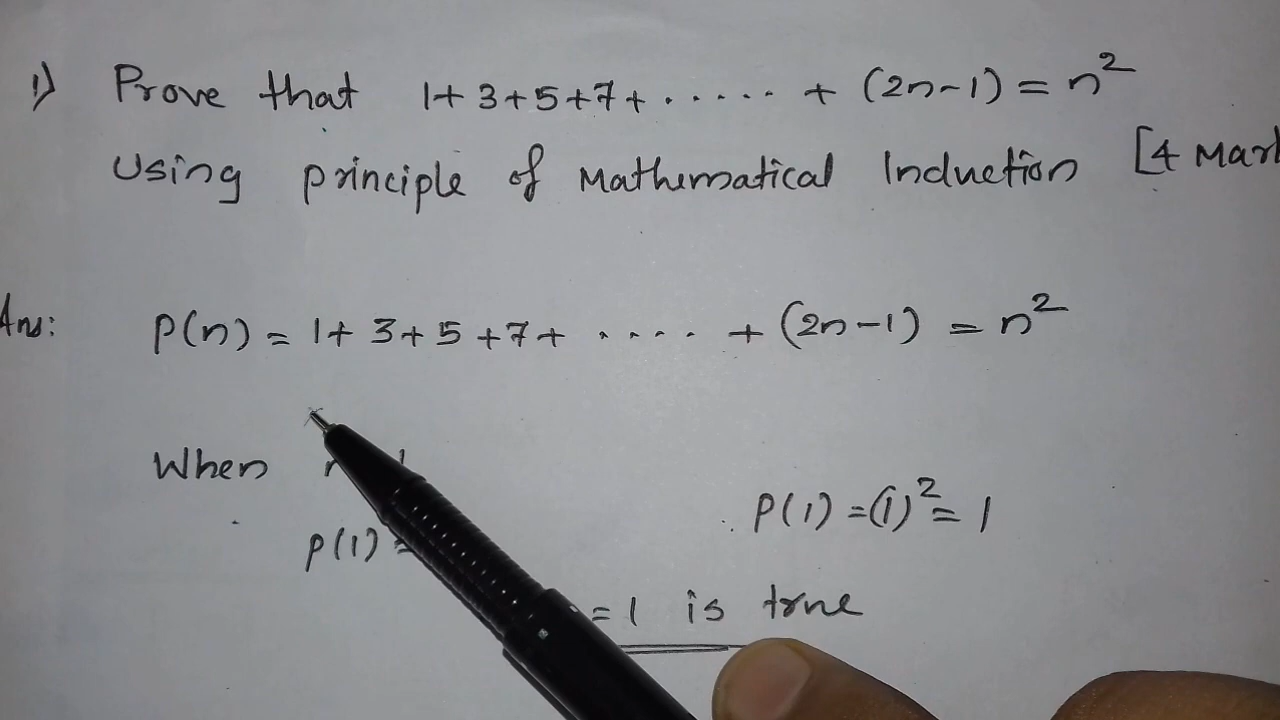 1) Prove that 1+ 3+5+7+ ..... + (2n-1) = n²
Using principle of Mathematical Induction [4 Mar
Ans: P(n) = 1+ 3+5+7+ .... + (2n-1) = n²
When
P(1) = (1)² = 1
P(1) =
=1 is true